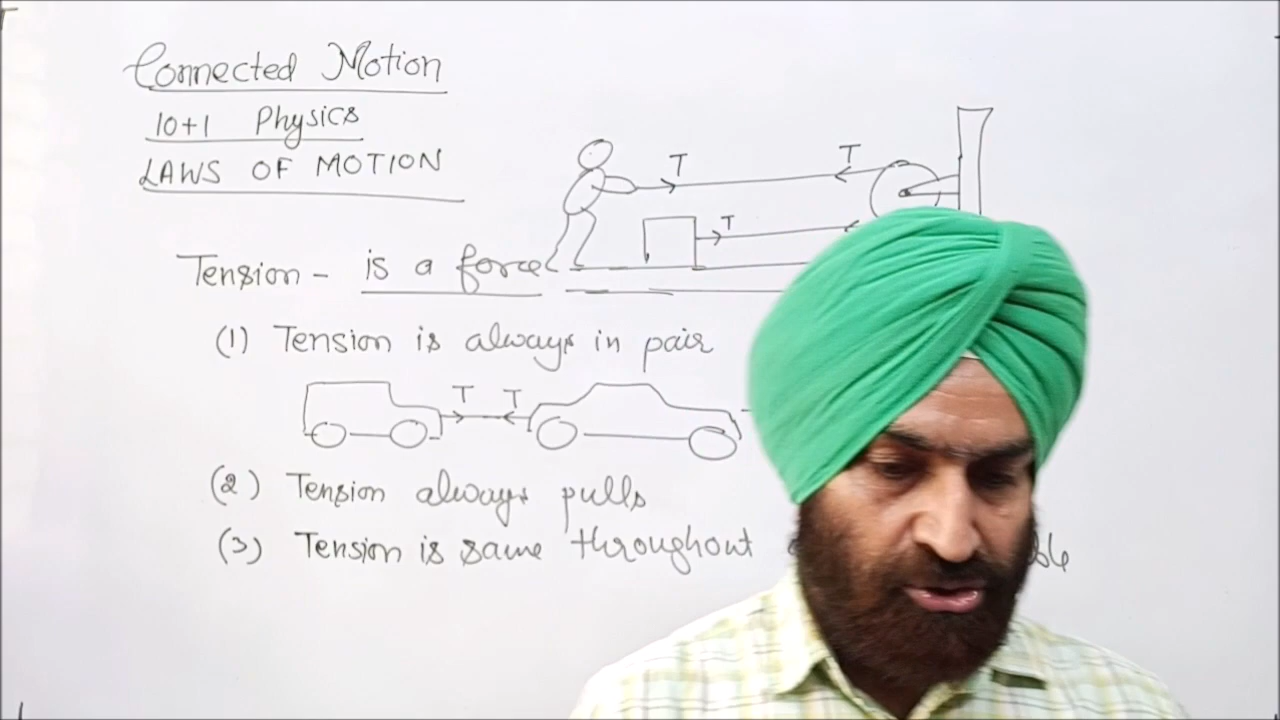 Connected Motion
10+1 Physics
LAWS OF MOTION
T T
T
Tension - is a force
(1) Tension is always in pair
T T
(2) Tension always pulls
(3) Tension is same throughout